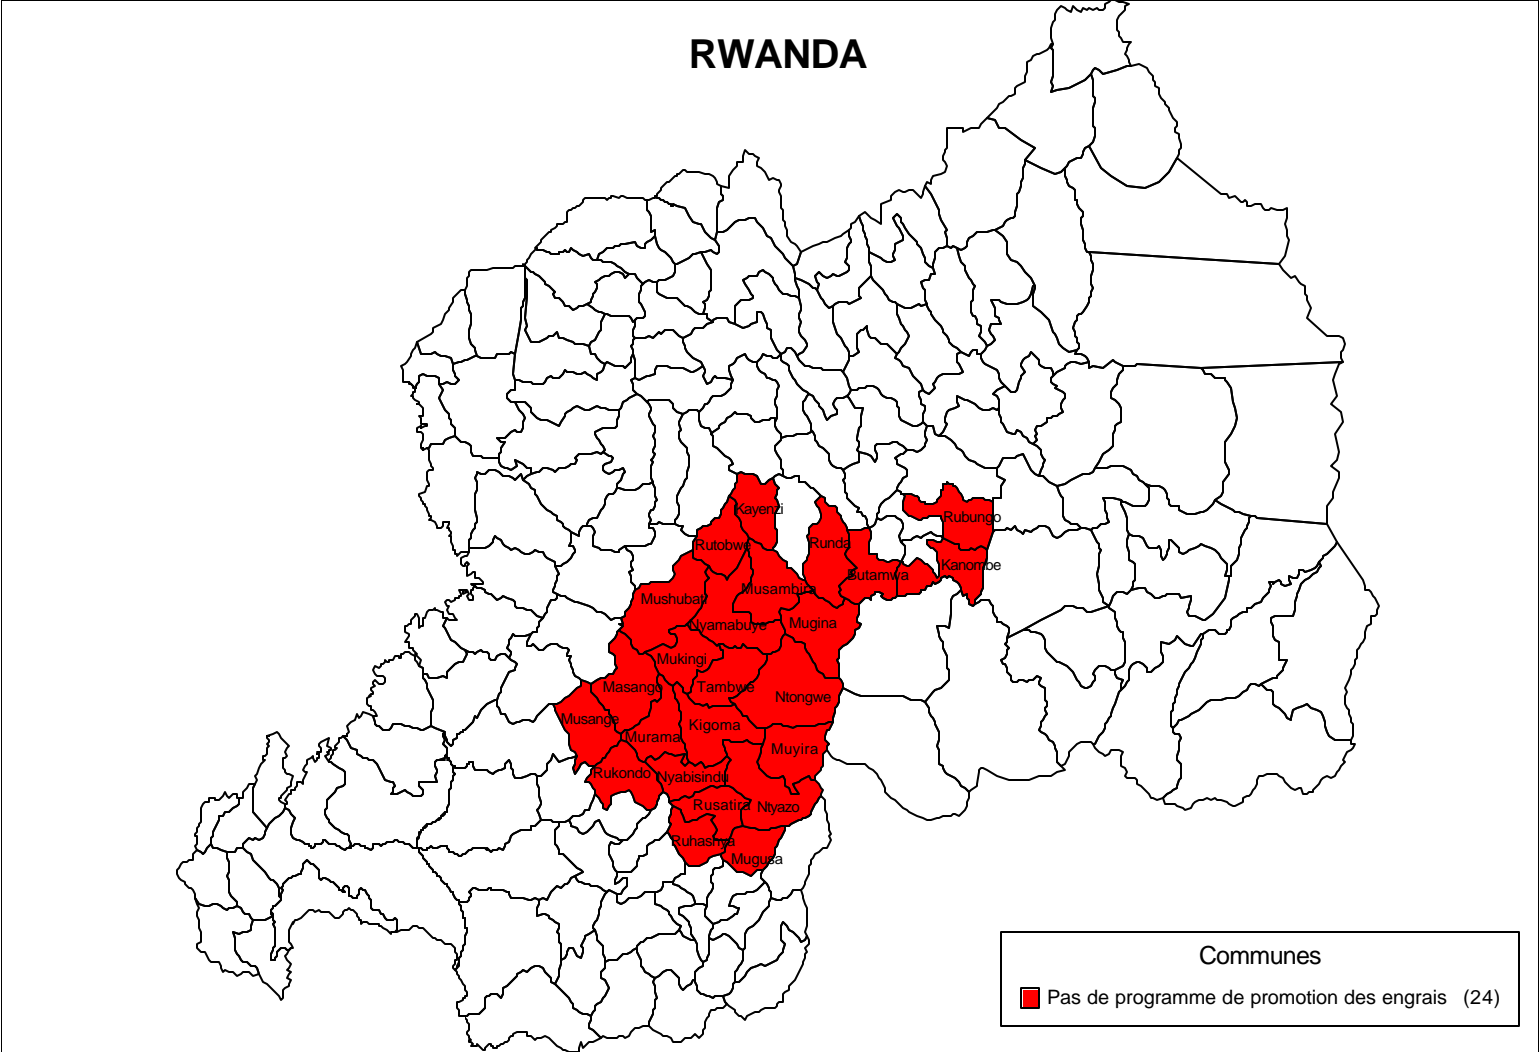 RWANDA
Kayenzi
Rubungo
Rutobwe
Runda
Kanombe
Butamwa
Musambira
Mushubati
Nyamabuye
Mugina
Mukingi
Masango
Tambwe
Ntongwe
Musange
Kigoma
Murama
Muyira
Rukondo
Nyabisindu
Rusatira
Ntyazo
Ruhashya
Mugusa
Communes
Pas de programme de promotion des engrais (24)